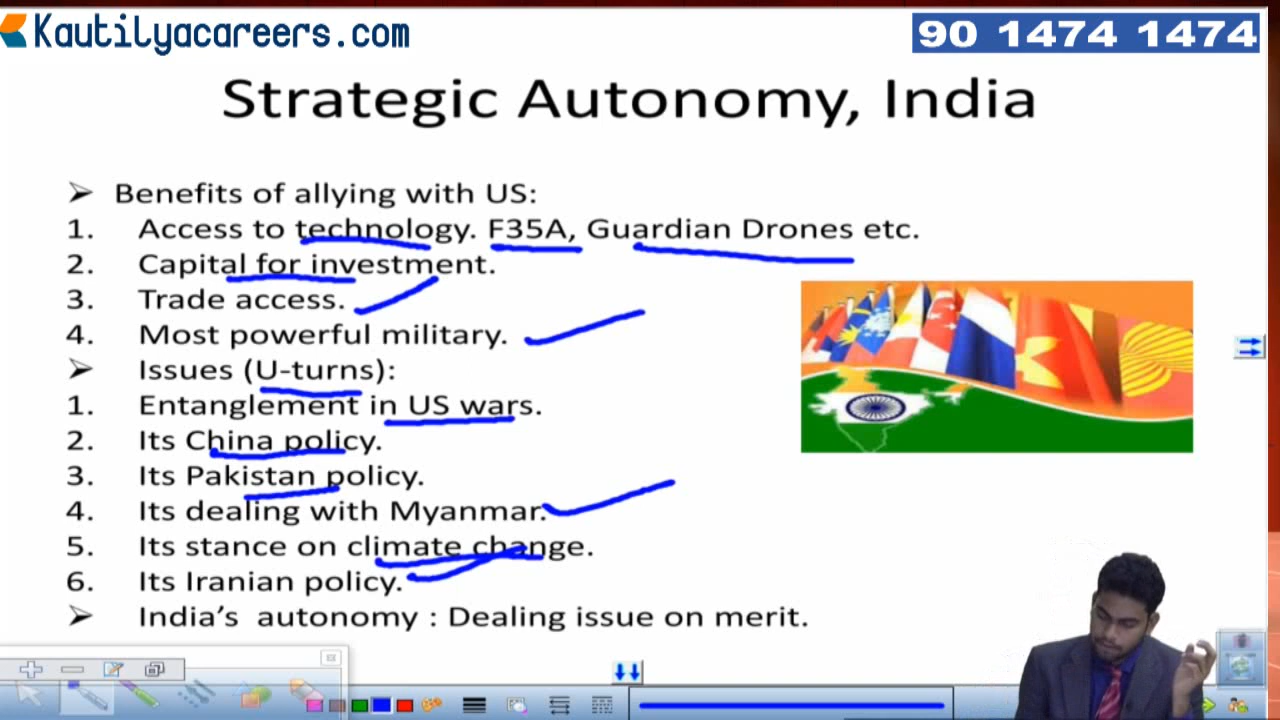 Kautilyacareers.com
90 1474 1474
Strategic Autonomy, India
➢ Benefits of allying with US:
1. Access to technology. F35A, Guardian Drones etc.
2. Capital for investment.
3. Trade access.
4. Most powerful military.
➢ Issues (U-turns):
1. Entanglement in US wars.
2. Its China policy.
3. Its Pakistan policy.
4. Its dealing with Myanmar.
5. Its stance on climate change.
6. Its Iranian policy.
➢ India’s autonomy : Dealing issue on merit.